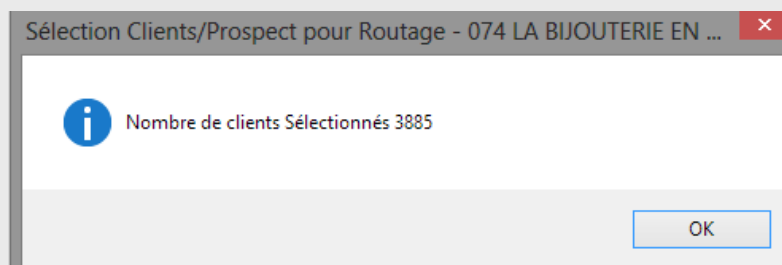 Sélection Clients/Prospect pour Routage - 074 LA BIJOUTERIE EN ...
Nombre de clients Sélectionnés 3885
OK